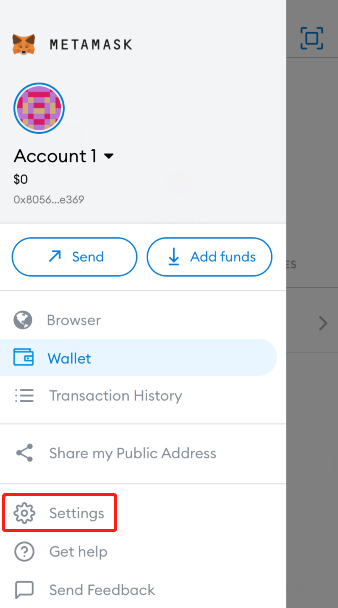 METAMASK
Account 1
$0
0x8056...e369
Send
Add funds
Browser
Wallet
Transaction History
Share my Public Address
Settings
Get help
Send Feedback